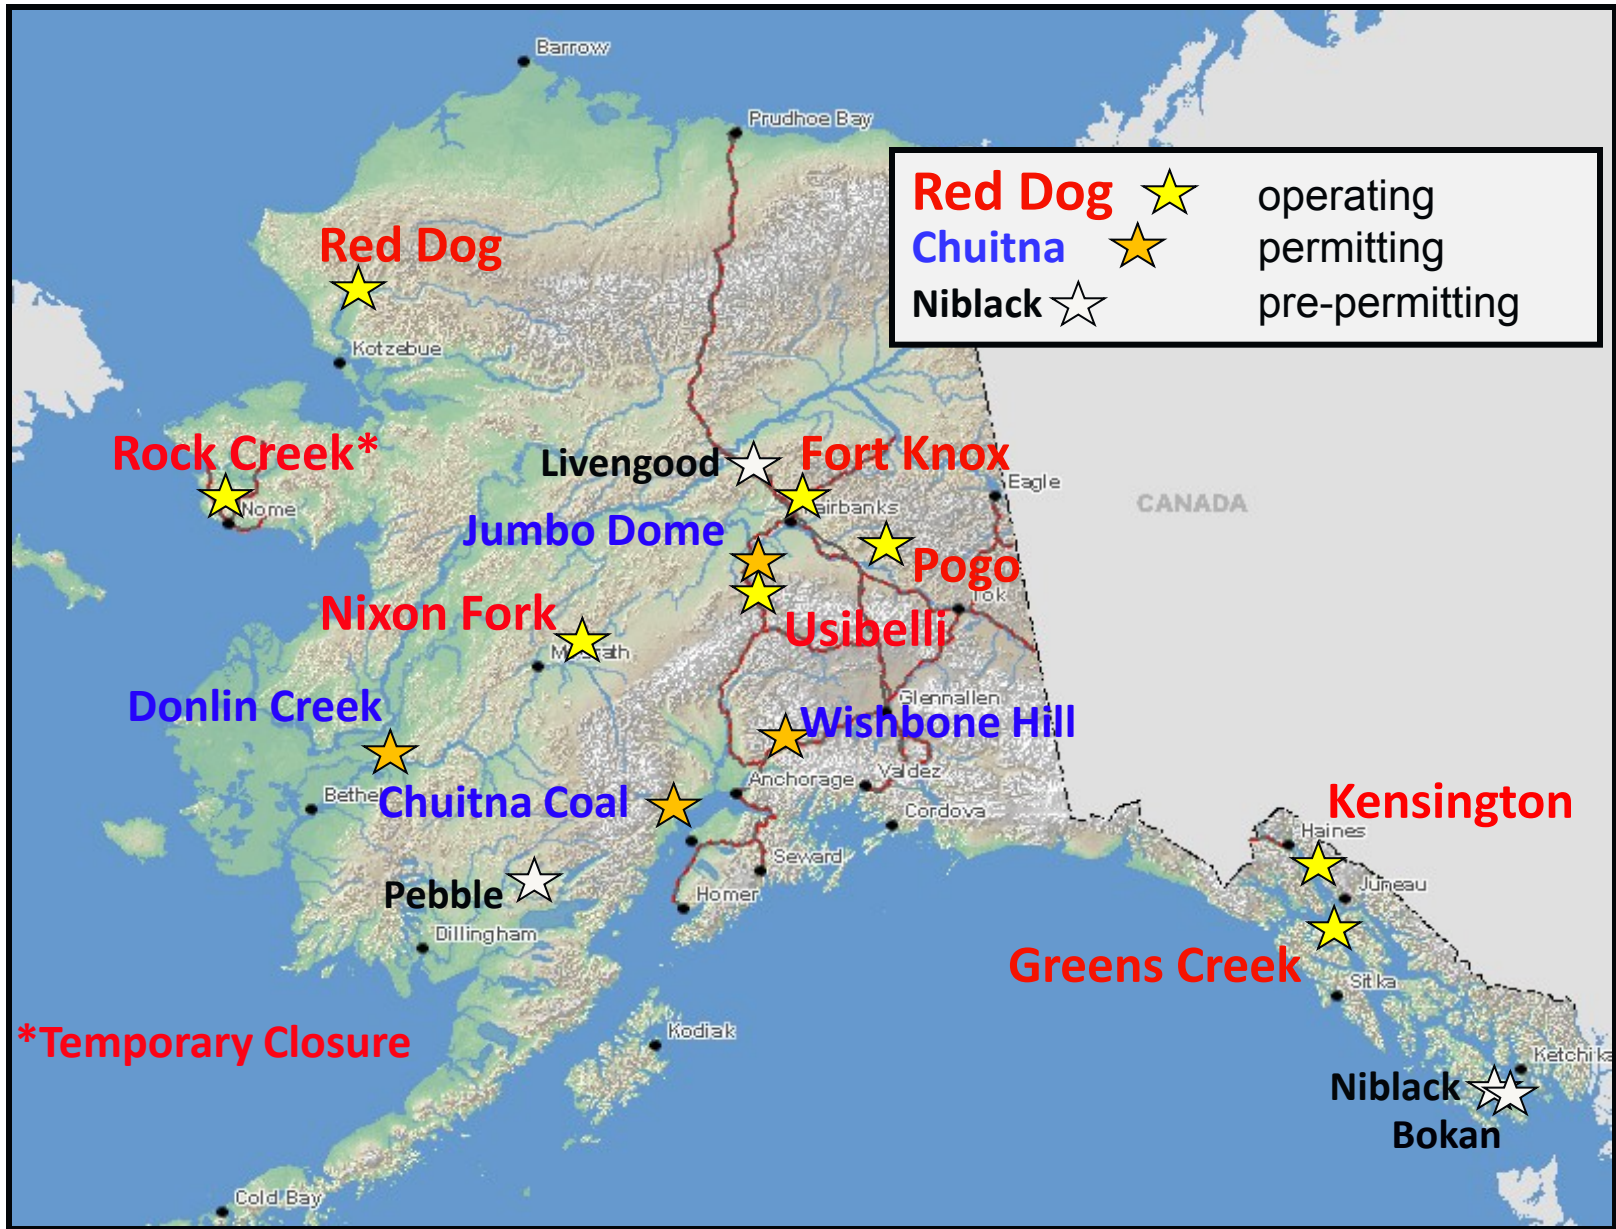 Barrow
Prudhoe Bay
Red Dog operating
Chuitna permitting
Niblack pre-permitting
Red Dog
Kotzebue
Rock Creek*
Nome
Livengood
Fort Knox
Eagle
CANADA
Jumbo Dome
Pogo
Tok
Nixon Fork
Usibelli
Donlin Creek
Glennallen
Wishbone Hill
Anchorage
Valdez
Chuitna Coal
Cordova
Kensington
Haines
Seward
Pebble
Homer
Juneau
Dillingham
Greens Creek
Sitka
*Temporary Closure
Kodiak
Niblack
Bokan
Cold Bay